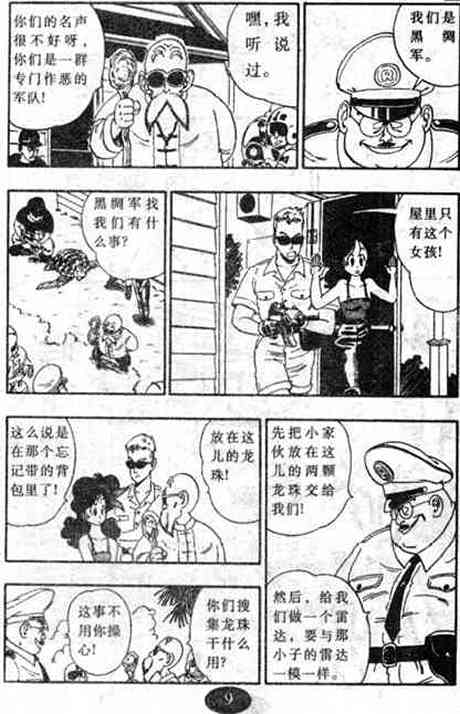 我们是
黑绸
军。
嘿，我
听说
过。
你们的名声
很不好呀，
你们是一群
专门作恶的
军队！
屋里只
有这个
女孩！
黑绸军找
我们有什
么事？
先把小家
伙放在这
儿的两颗
龙珠交给
我们！
然后，给我
们做一个雷
达，要与那
小子的雷达
一模一样。
放在这
儿的龙
珠！
这么说是
在那个忘
记带的背
包里了！
你们搜
集龙珠
干什么
用？
这事不
用你操
心！
9